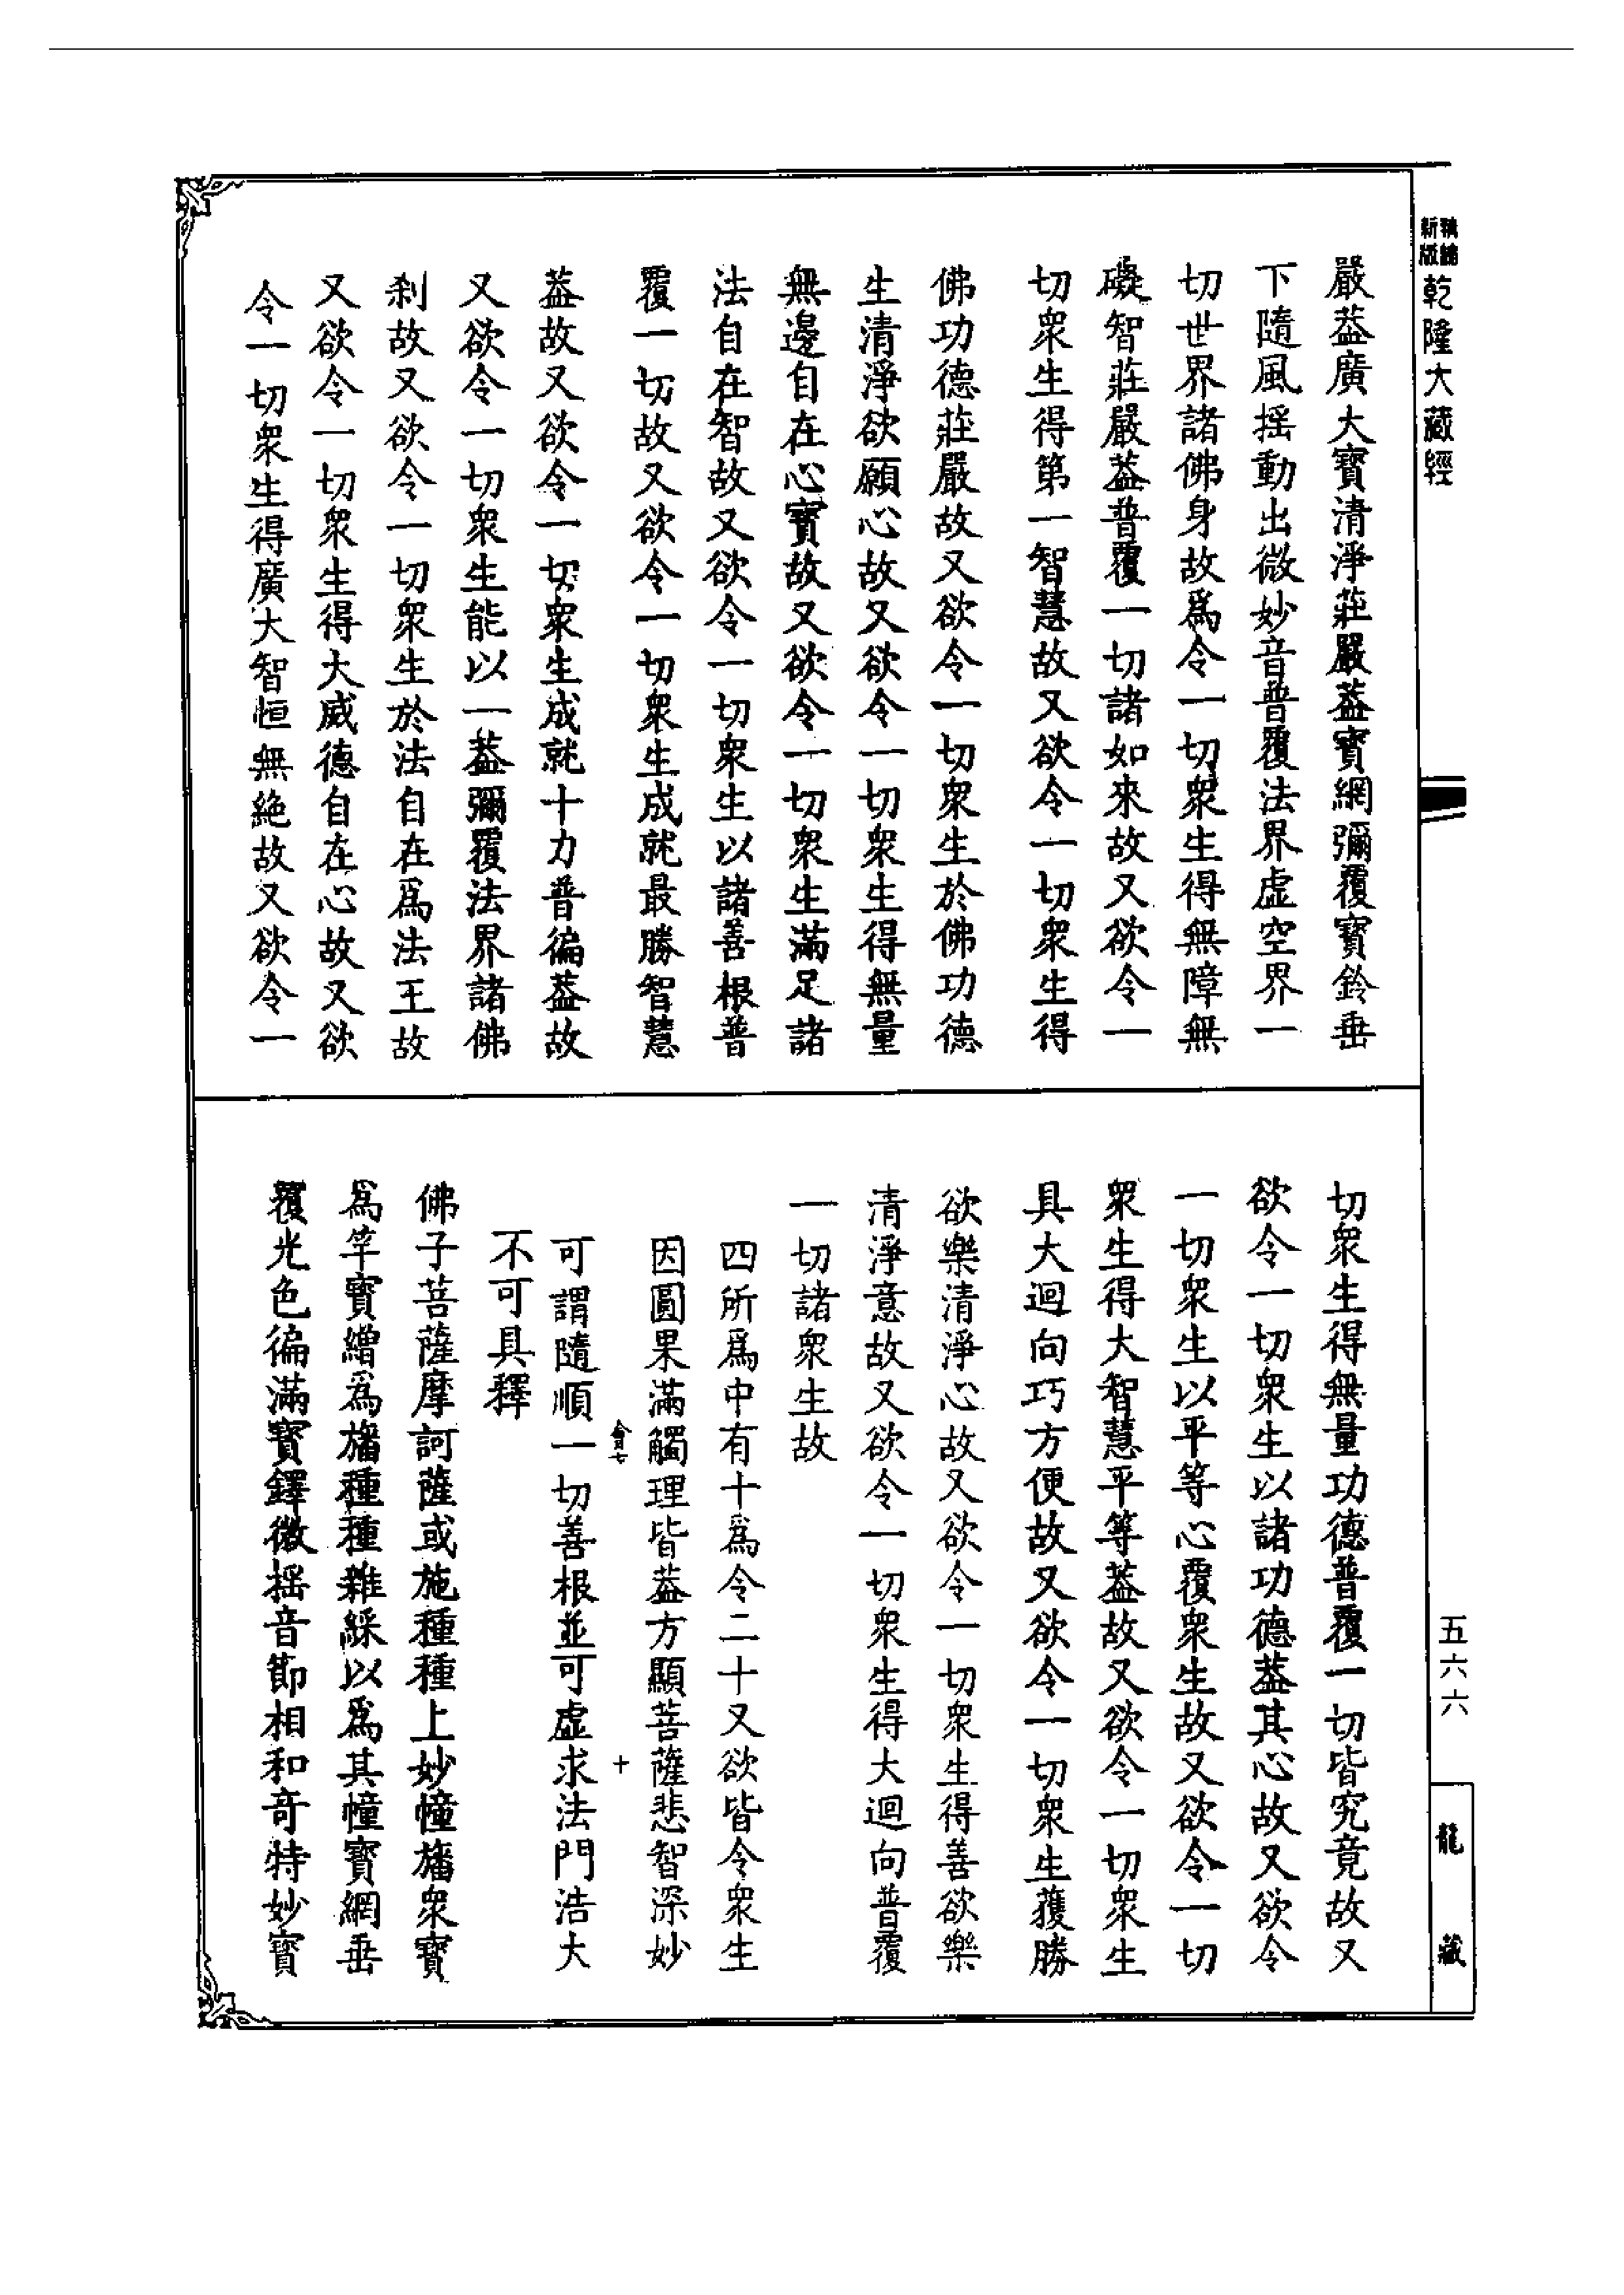 新版
乾隆大藏經
嚴葢廣大寶清淨莊嚴葢寶網彌覆寶鈴垂
下隨風搖動出微妙音普覆法界虛空界一
切世界諸佛身故爲令一切衆生得無障無
礙智莊嚴葢普覆一切諸如來故又欲令一
切衆生得第一智慧故又欲令一切衆生得
佛功德莊嚴故又欲令一切衆生於佛功德
生清淨欲願心故又欲令一切衆生得無量
無邊自在心寶故又欲令一切衆生滿足諸
法自在智故又欲令一切衆生以諸善根普
覆一切故又欲令一切衆生成就最勝智慧
葢故又欲令一切衆生成就十力普徧葢故
又欲令一切衆生能以一葢彌覆法界諸佛
刹故又欲令一切衆生於法自在爲法王故
又欲令一切衆生得大威德自在心故又欲
令一切衆生得廣大智恒無絶故又欲令一
切衆生得無量功德普覆一切皆究竟故又
欲令一切衆生以諸功德葢其心故又欲令
一切衆生以平等心覆衆生故又欲令一切
衆生得大智慧平等葢故又欲令一切衆生
具大迴向巧方便故又欲令一切衆生獲勝
欲樂清淨心故又欲令一切衆生得善欲樂
清淨意故又欲令一切衆生得大迴向普覆
一切諸衆生故
四所爲中有十爲令二十又欲皆令衆生
因圓果滿觸理皆葢方顯菩薩悲智深妙
可謂隨順一切善根並可虛求法門浩大
不可具釋
佛子菩薩摩訶薩或施種種上妙幢旛衆寶
爲竿寶繒爲旛種種雜綵以爲其幢寶網垂
覆光色徧滿寶鐸微搖音節相和奇特妙寶
十
五六六
龍藏